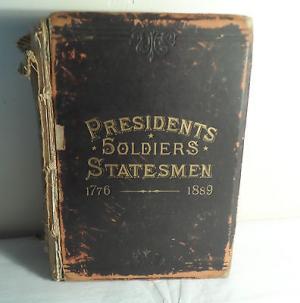 PRESIDENTS
SOLDIERS
STATESMEN
1776 1889